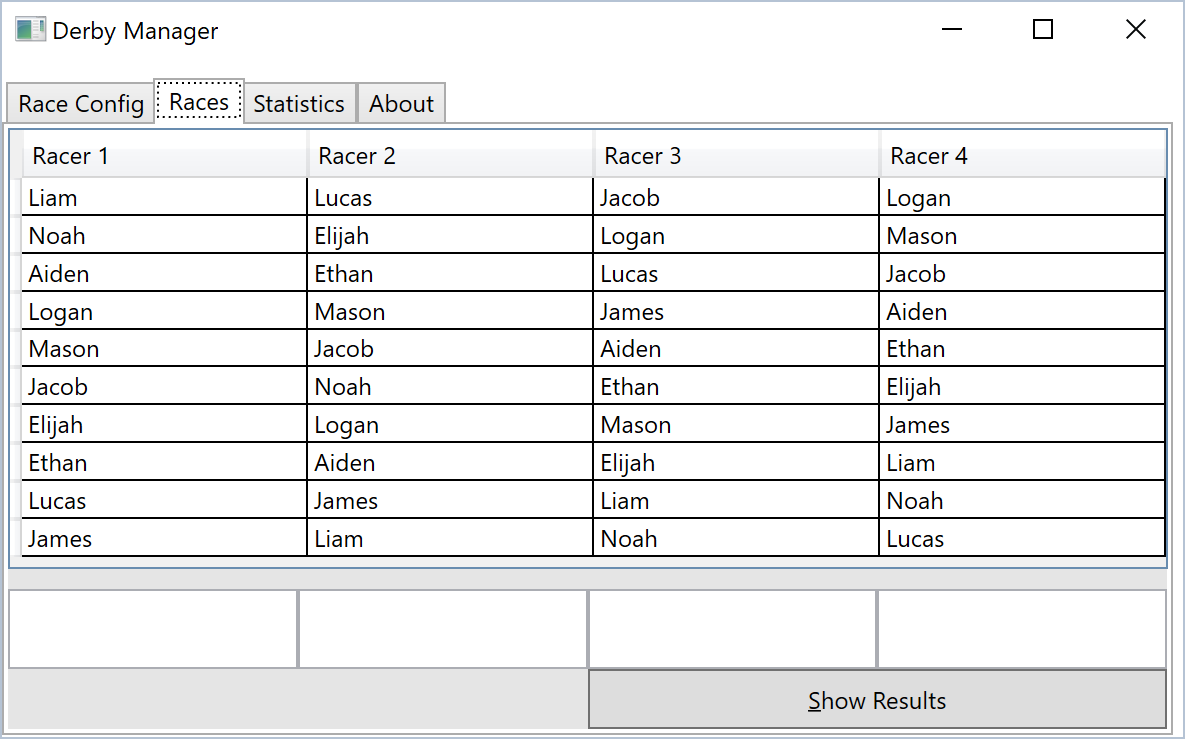 Derby Manager
Race Config Races Statistics About
Racer 1 Racer 2 Racer 3 Racer 4
Liam Lucas Jacob Logan
Noah Elijah Logan Mason
Aiden Ethan Lucas Jacob
Logan Mason James Aiden
Mason Jacob Aiden Ethan
Jacob Noah Ethan Elijah
Elijah Logan Mason James
Ethan Aiden Elijah Liam
Lucas James Liam Noah
James Liam Noah Lucas
Show Results